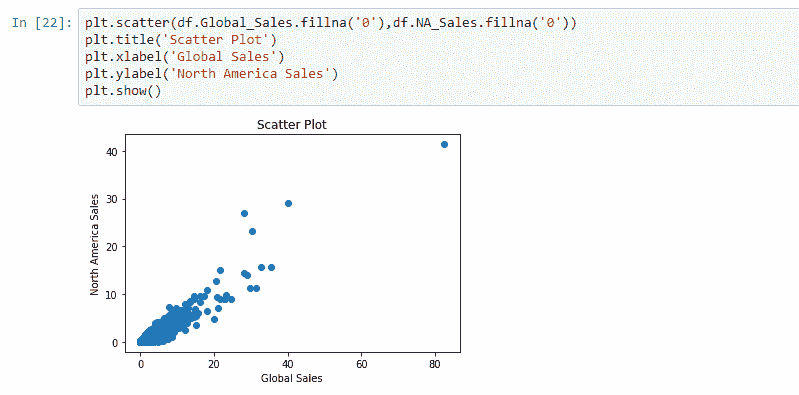 In [22]: plt.scatter(df.Global_Sales.fillna('0'),df.NA_Sales.fillna('0'))
plt.title('Scatter Plot')
plt.xlabel('Global Sales')
plt.ylabel('North America Sales')
plt.show()
Scatter Plot
North America Sales
40
30
20
10
0
0 20 40 60 80
Global Sales